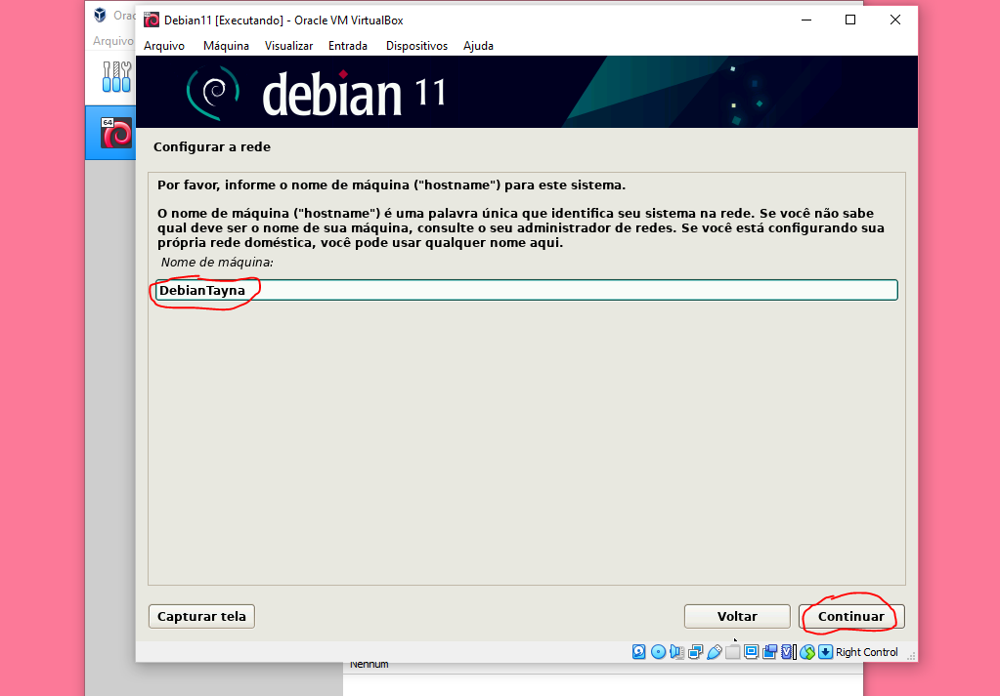 Orac
Debian11 [Executando] - Oracle VM VirtualBox
Arquivo
Arquivo Máquina Visualizar Entrada Dispositivos Ajuda
64
debian 11
Configurar a rede
Por favor, informe o nome de máquina ("hostname") para este sistema.
O nome de máquina ("hostname") é uma palavra única que identifica seu sistema na rede. Se você não sabe
qual deve ser o nome de sua máquina, consulte o seu administrador de redes. Se você está configurando sua
própria rede doméstica, você pode usar qualquer nome aqui.
Nome de máquina:
DebianTayna
Capturar tela Voltar Continuar
Right Control
Nenhum